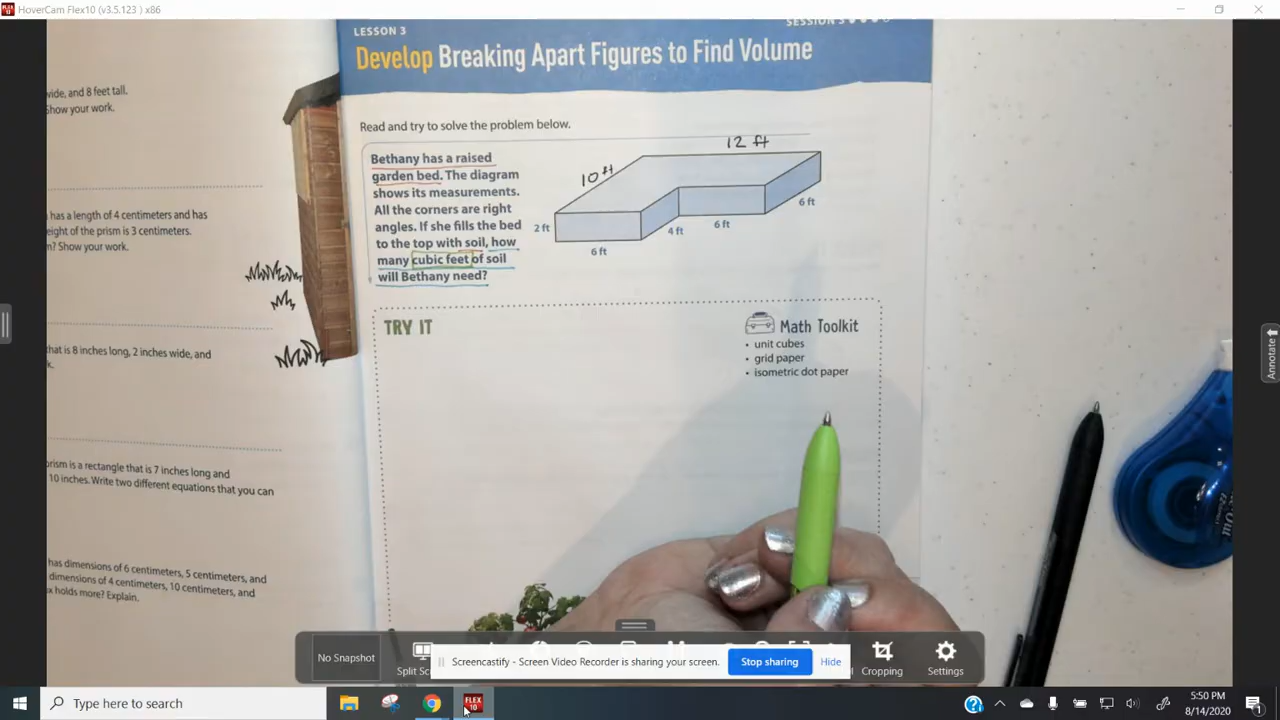 HoverCam Flex10 (v3.5.123 ) x86
LESSON 3
SESSION 3
Develop Breaking Apart Figures to Find Volume
wide, and 8 feet tall.
Show your work.
has a length of 4 centimeters and has
eight of the prism is 3 centimeters.
? Show your work.
that is 8 inches long, 2 inches wide, and
k.
prism is a rectangle that is 7 inches long and
10 inches. Write two different equations that you can
has dimensions of 6 centimeters, 5 centimeters, and
dimensions of 4 centimeters, 10 centimeters, and
x holds more? Explain.
Read and try to solve the problem below.
Bethany has a raised
garden bed. The diagram
shows its measurements.
All the corners are right
angles. If she fills the bed
to the top with soil, how
many cubic feet of soil
will Bethany need?
12 ft
10 ft
2 ft
6 ft
4 ft
6 ft
6 ft
TRY IT
Math Toolkit
• unit cubes
• grid paper
• isometric dot paper
Annotate
No Snapshot
Split Sc
Cropping
Settings
Screencastify - Screen Video Recorder is sharing your screen.
Stop sharing
Hide
Type here to search
FLEX
10
5:50 PM
8/14/2020